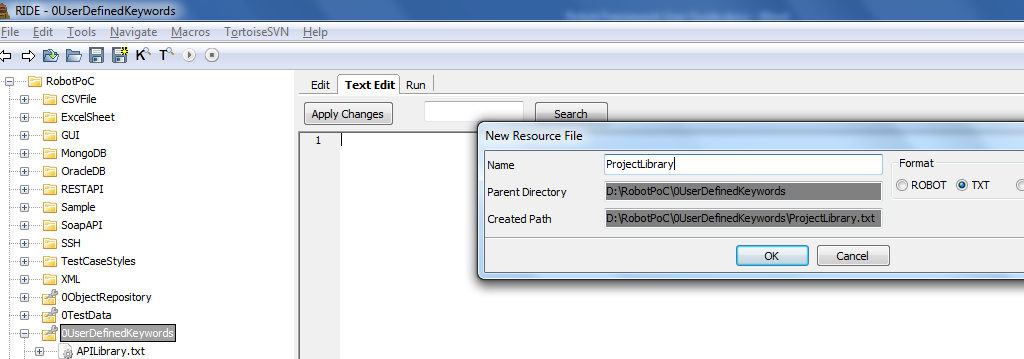 RIDE - 0UserDefinedKeywords
File Edit Tools Navigate Macros TortoiseSVN Help
K T
RobotPoC
CSVFile
ExcelSheet
GUI
MongoDB
OracleDB
RESTAPI
Sample
SoapAPI
SSH
TestCaseStyles
XML
0ObjectRepository
0TestData
0UserDefinedKeywords
APILibrary.txt
Edit Text Edit Run
Apply Changes Search
1
New Resource File
Name ProjectLibrary
Parent Directory D:\RobotPoC\0UserDefinedKeywords
Created Path D:\RobotPoC\0UserDefinedKeywords\ProjectLibrary.txt
Format
ROBOT TXT
OK Cancel